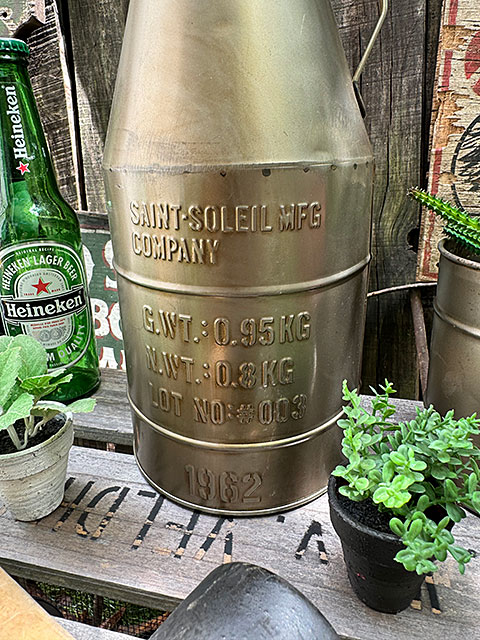 SAINT-SOLEIL MFG
COMPANY
G.WT.:0.95KG
N.WT.:0.8KG
LOT NO:#003
1962
Heineken
HEINEKEN LAGER BEER
Heineken
QUALITY